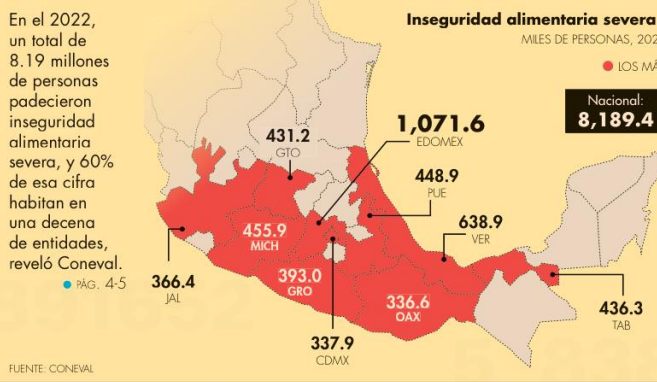 En el 2022,
un total de
8.19 millones
de personas
padecieron
inseguridad
alimentaria
severa, y 60%
de esa cifra
habitan en
una decena
de entidades,
reveló Coneval.
PÁG. 4-5
Inseguridad alimentaria severa
MILES DE PERSONAS, 202
LOS MÁ
Nacional:
8,189.4
431.2
GTO
1,071.6
EDOMEX
448.9
PUE
638.9
VER
455.9
MICH
366.4
JAL
393.0
GRO
336.6
OAX
436.3
TAB
337.9
CDMX
FUENTE: CONEVAL